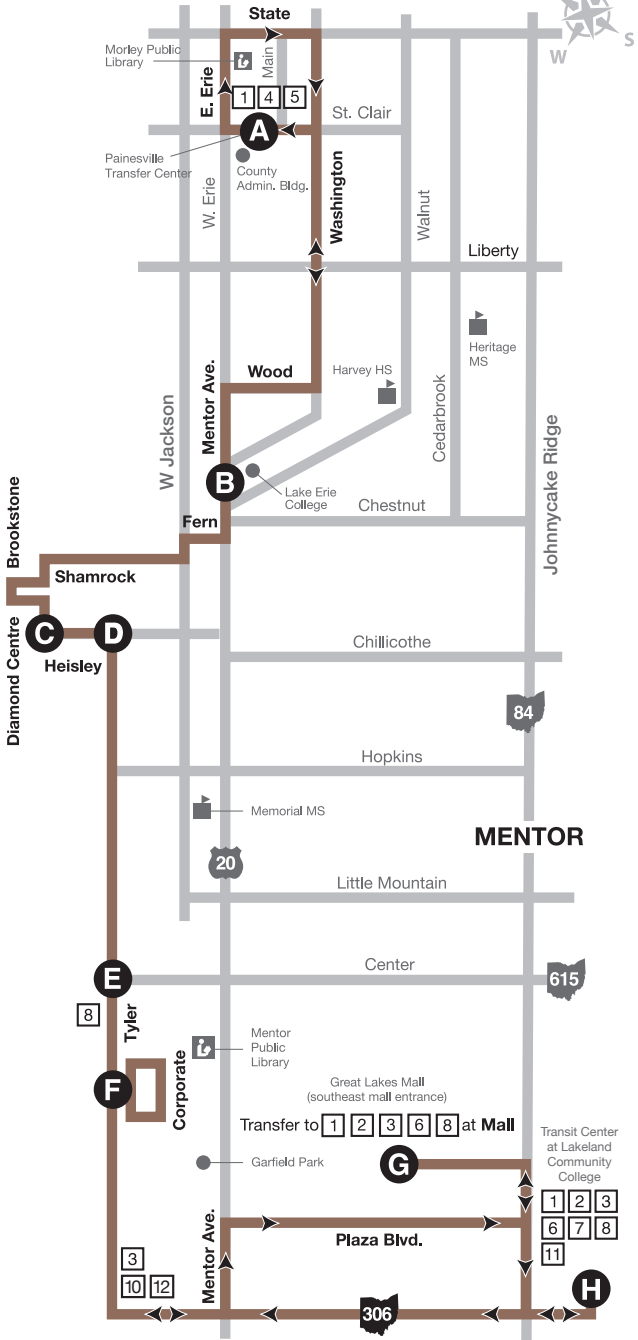 State
S
W
Morley Public
Library
Main
E. Erie
1 4 5
St. Clair
A
Painesville
Transfer Center
County
Admin. Bldg.
W. Erie
Washington
Walnut
Liberty
Heritage
MS
Wood
Harvey HS
Mentor Ave.
W Jackson
Cedarbrook
Johnnycake Ridge
B
Lake Erie
College
Chestnut
Fern
Brookstone
Shamrock
C
D
Diamond Centre
Heisley
Chillicothe
84
Hopkins
Memorial MS
MENTOR
20
Little Mountain
Center
615
E
8
Tyler
Mentor
Public
Library
F
Corporate
Great Lakes Mall
(southeast mall entrance)
Transfer to 1 2 3 6 8 at Mall
Transit Center
at Lakeland
Community
College
1 2 3
6 7 8
11
Garfield Park
G
Mentor Ave.
Plaza Blvd.
3
10 12
306
H